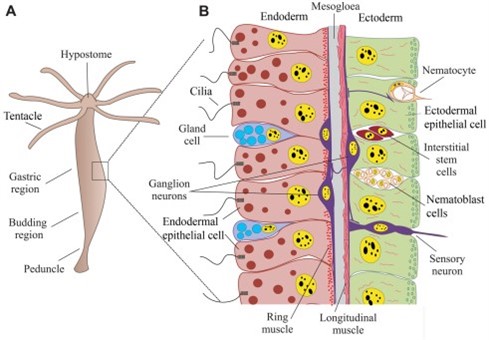 A
Hypostome
Tentacle
Gastric
region
Budding
region
Peduncle
B
Endoderm
Mesogloea
Ectoderm
Cilia
Gland
cell
Ganglion
neurons
Endodermal
epithelial cell
Nematocyte
Ectodermal
epithelial cell
Interstitial
stem
cells
Nematoblast
cells
Sensory
neuron
Ring
muscle
Longitudinal
muscle